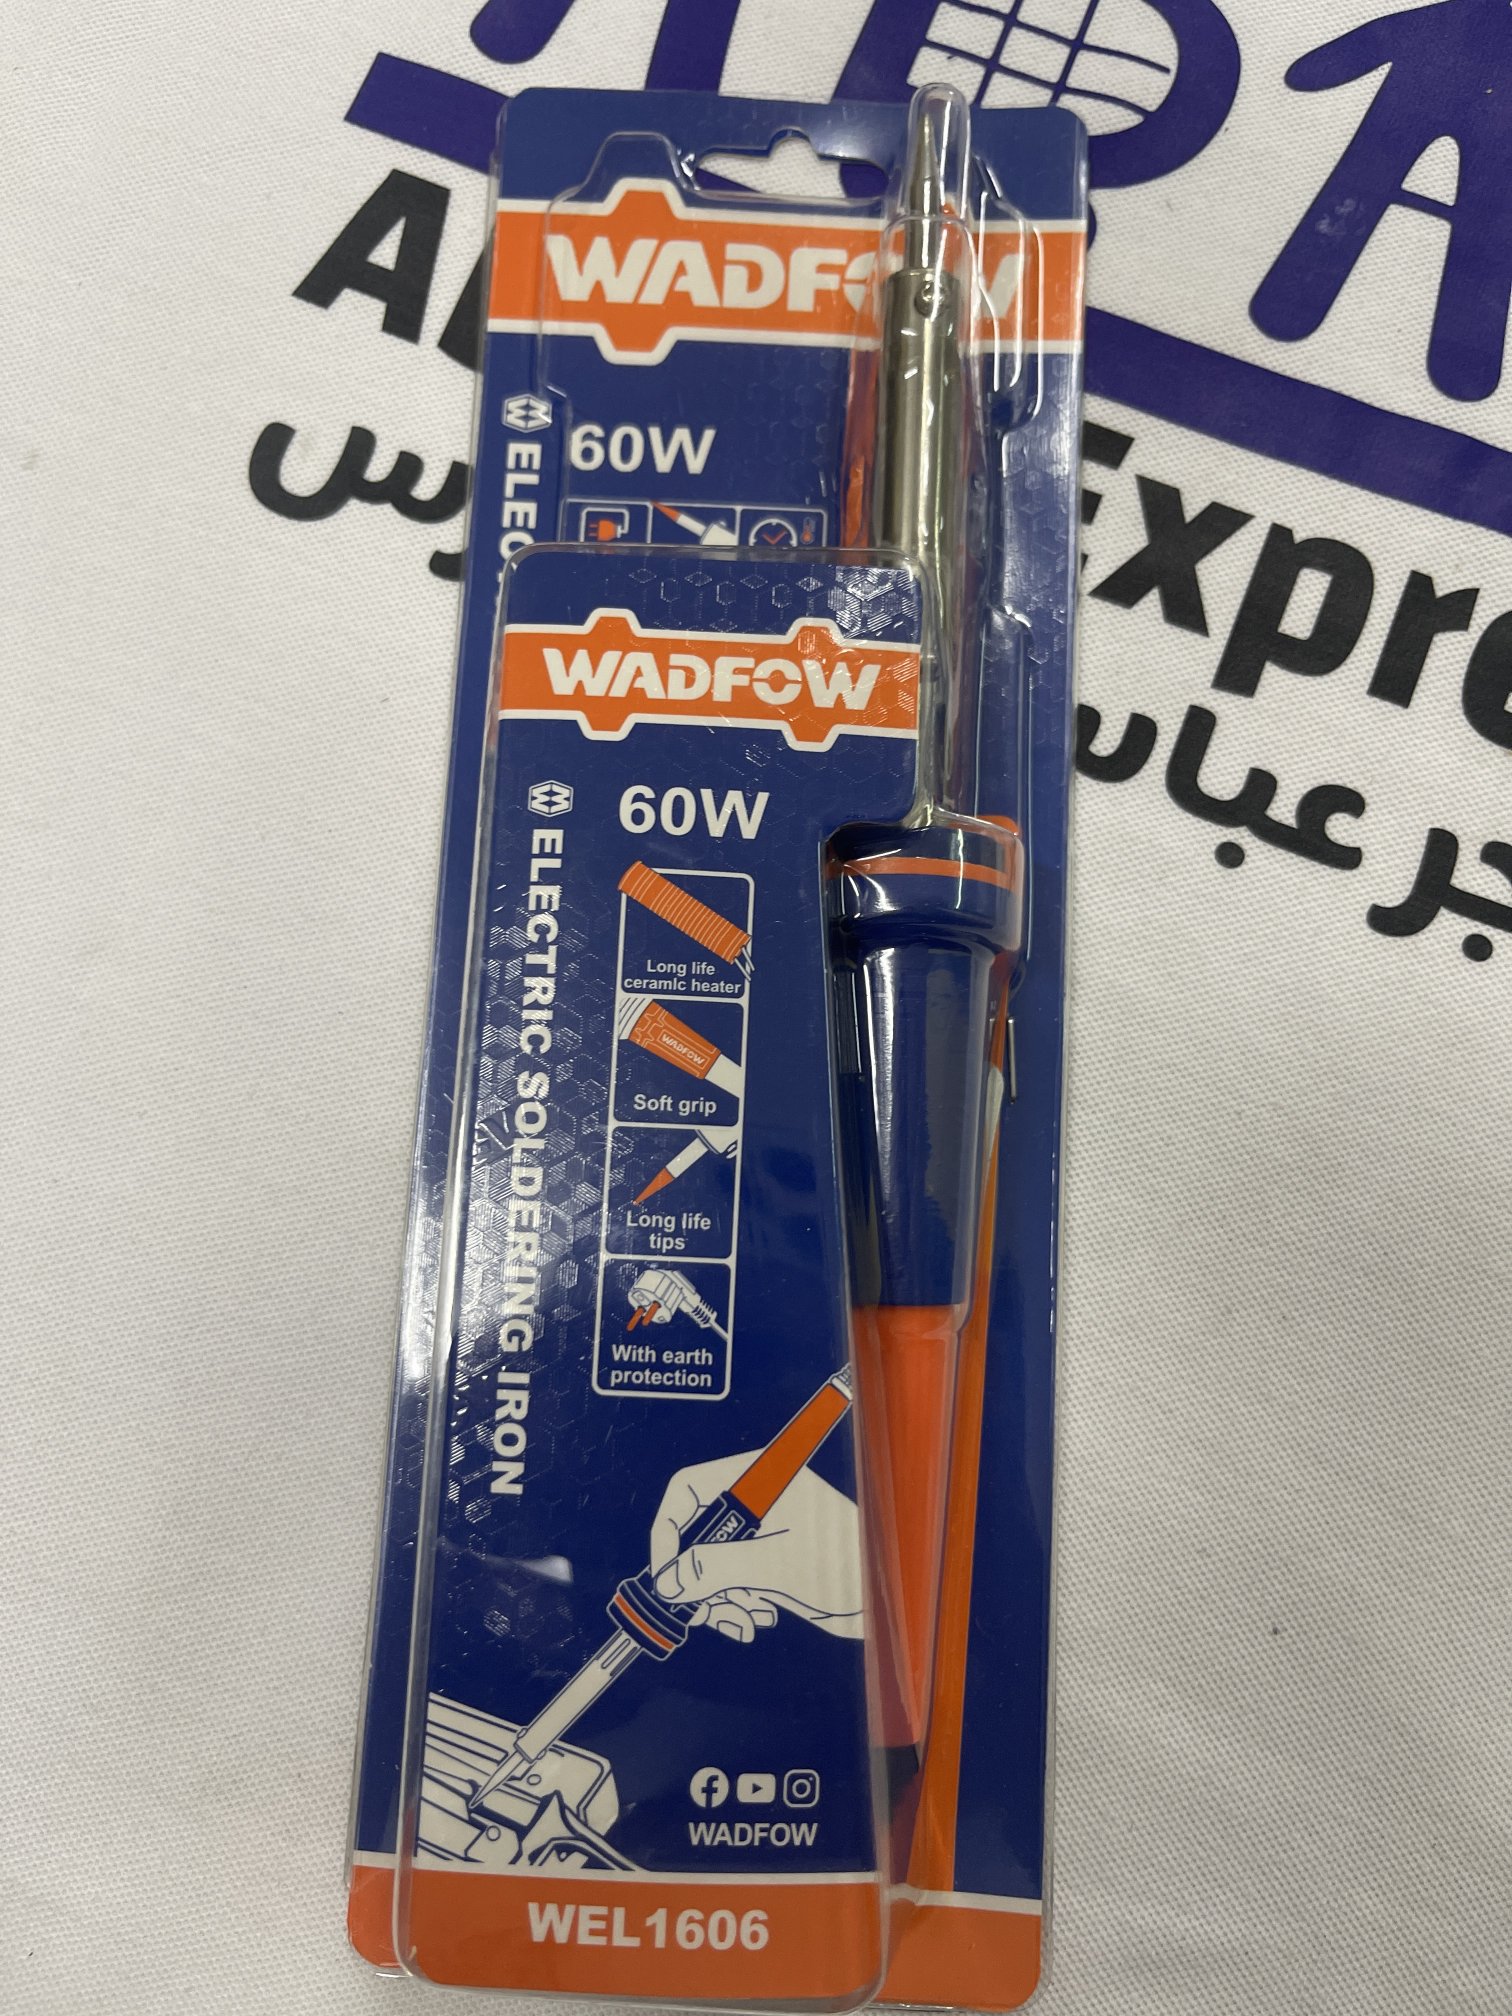 WADFOW
60W
ELEC
WADFOW
60W
ELECTRIC SOLDERING IRON
Long life
ceramic heater
WADFOW
Soft grip
Long life
tips
With earth
protection
WADFOW
WEL1606
Expre
عباس